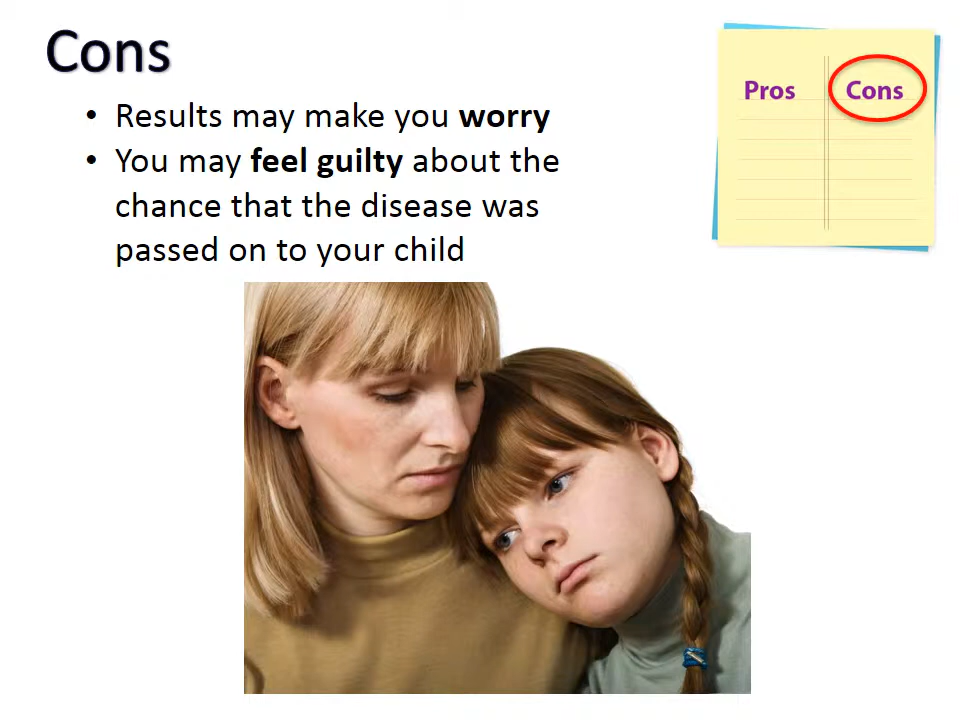 Cons
• Results may make you worry
• You may feel guilty about the
chance that the disease was
passed on to your child
Pros Cons